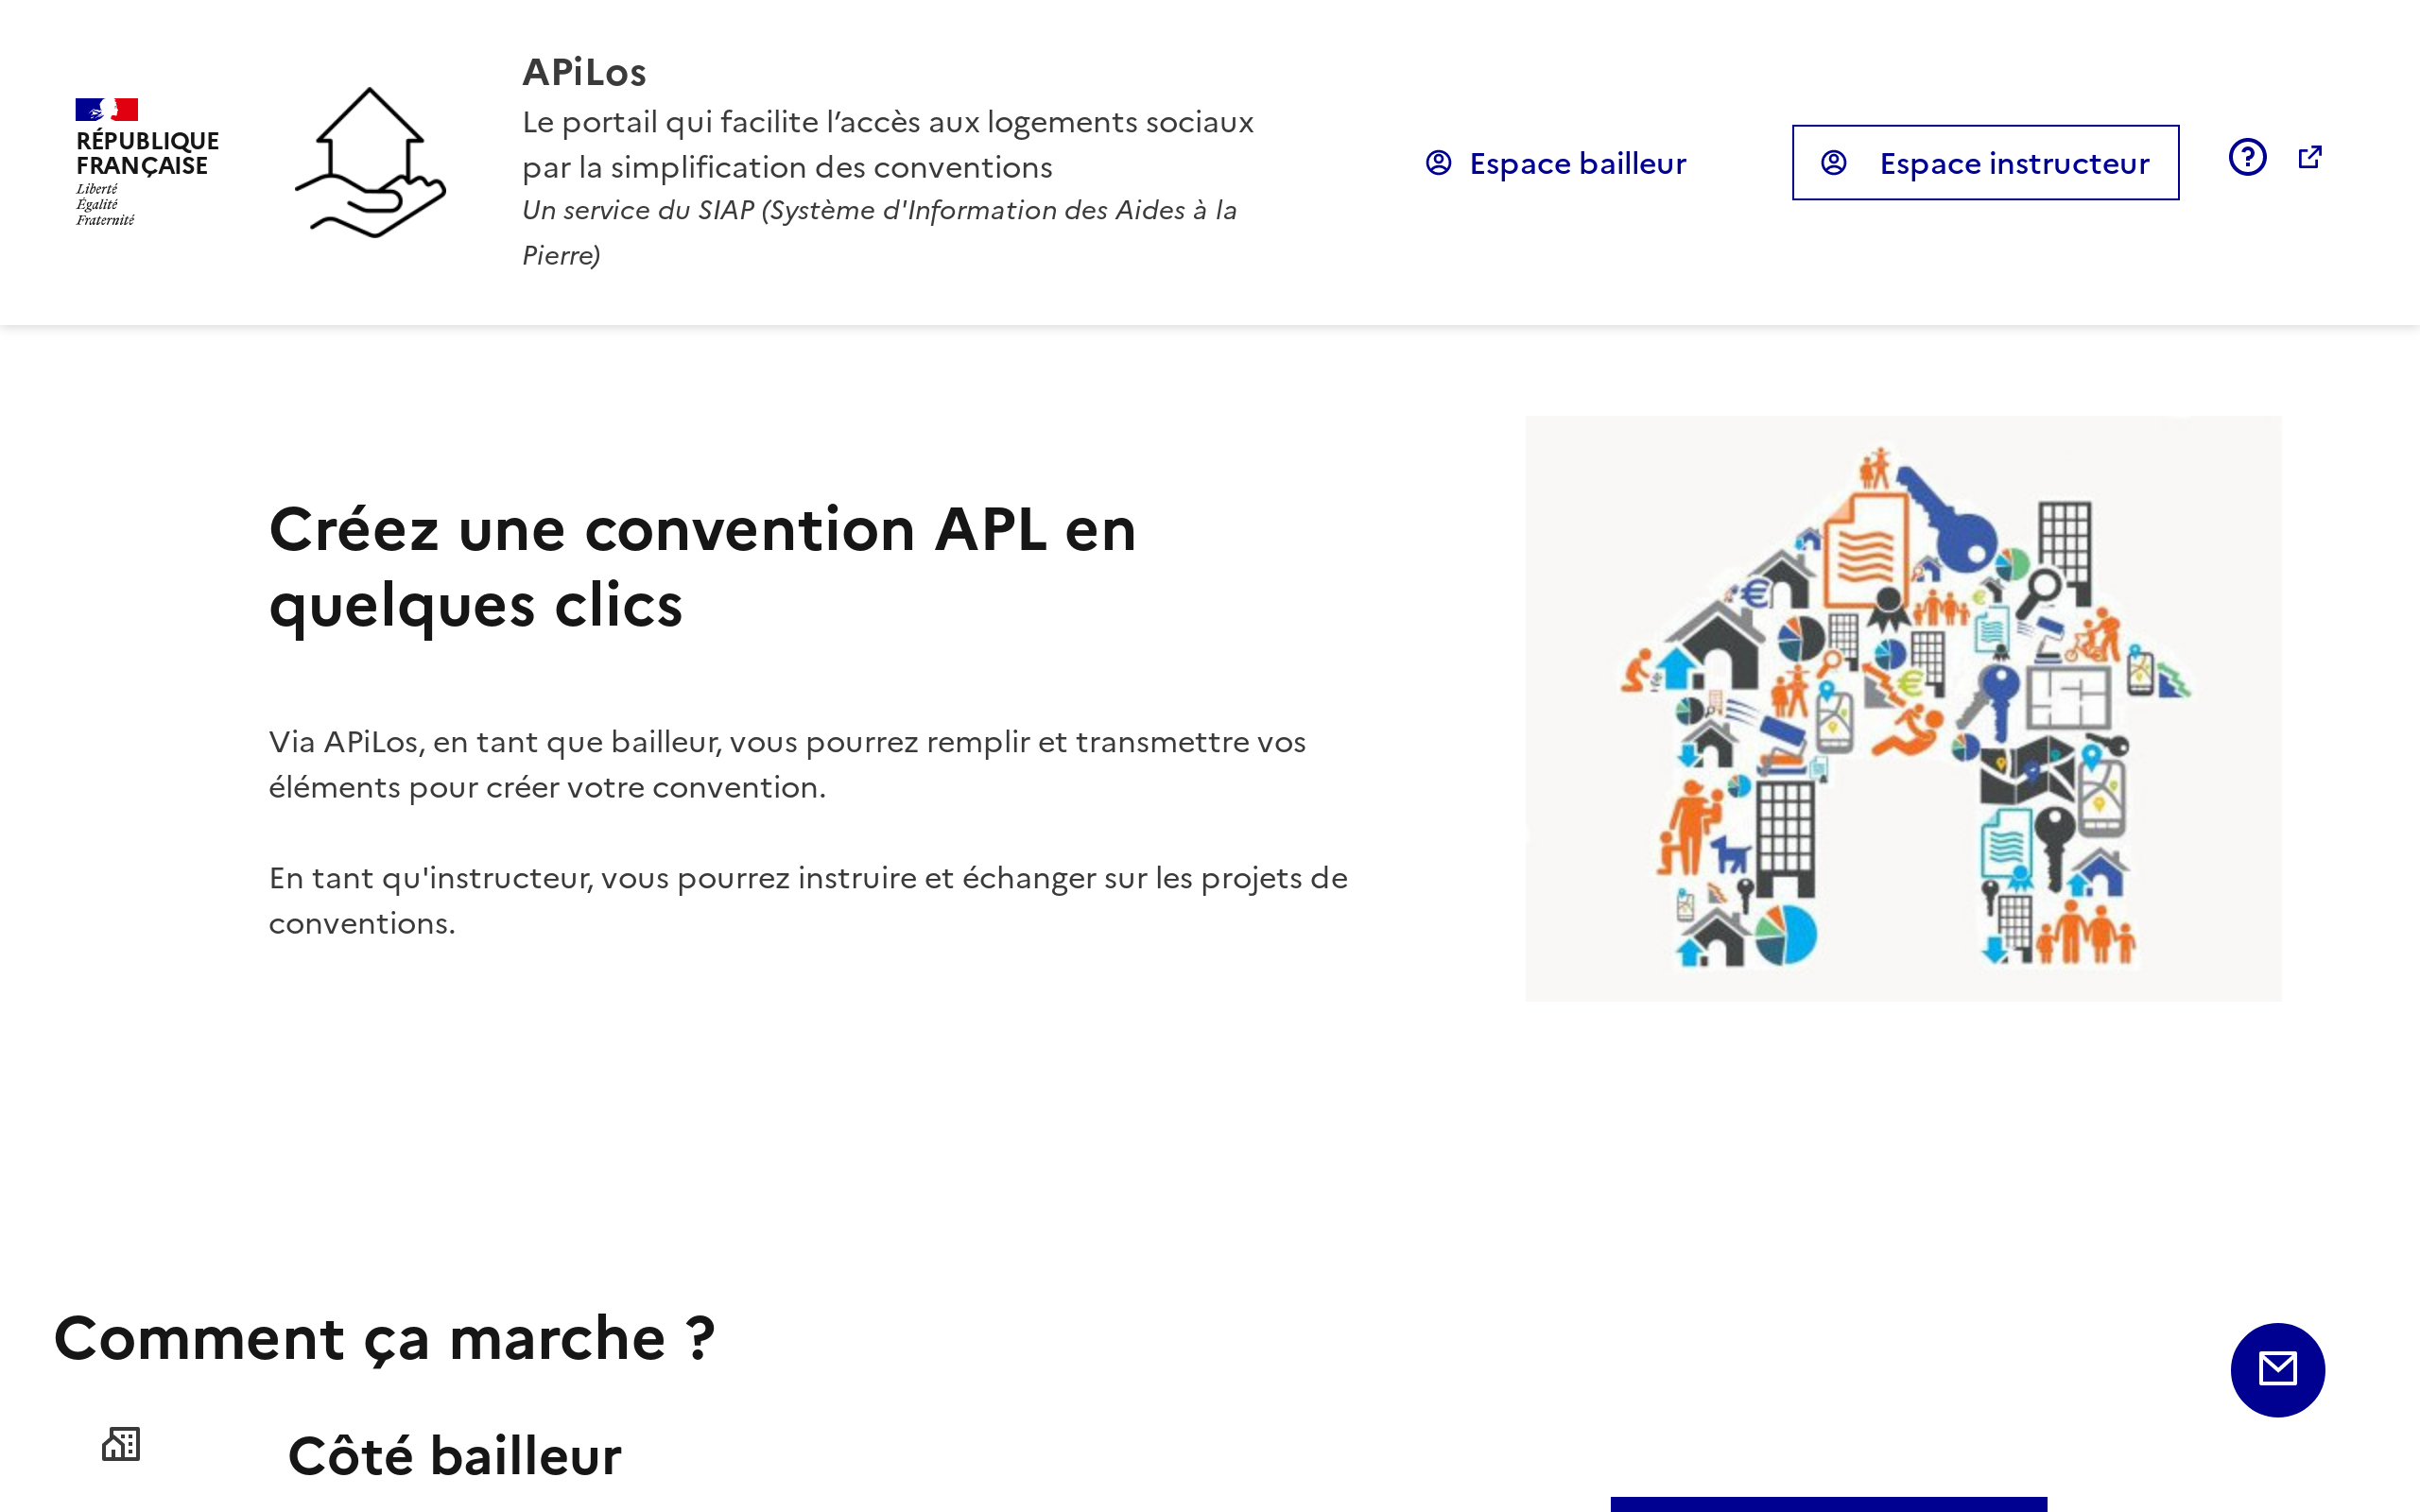 RÉPUBLIQUE
FRANÇAISE
Liberté
Égalité
Fraternité
APiLos
Le portail qui facilite l’accès aux logements sociaux
par la simplification des conventions
Un service du SIAP (Système d'Information des Aides à la
Pierre)
Espace bailleur
Espace instructeur
Créez une convention APL en
quelques clics
Via APiLos, en tant que bailleur, vous pourrez remplir et transmettre vos
éléments pour créer votre convention.
En tant qu'instructeur, vous pourrez instruire et échanger sur les projets de
conventions.
Comment ça marche ?
Côté bailleur